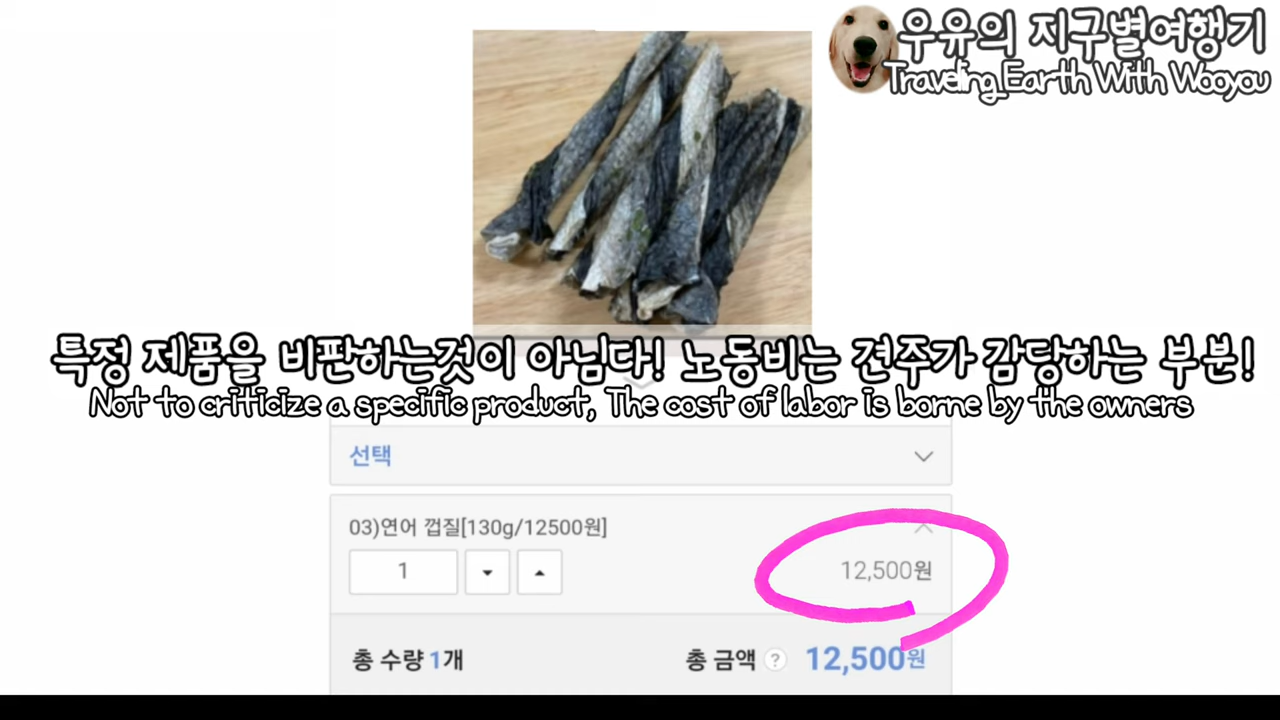 우유의 지구별여행기
Traveling Earth With Wooyou
특정 제품을 비판하는것이 아님다! 노동비는 견주가 감당하는 부분!
Not to criticize a specific product, The cost of labor is borne by the owners
선택
03)연어 껍질[130g/12500원]
1
12,500원
총 수량 1개
총 금액 ? 12,500원